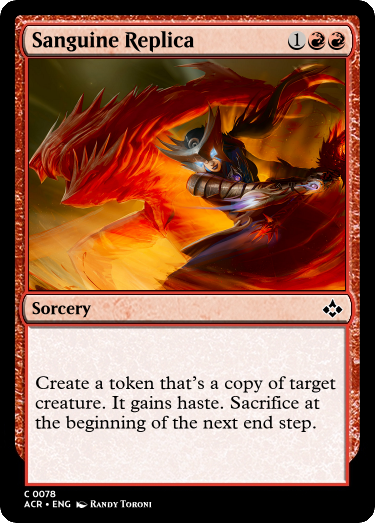 Sanguine Replica 1
Sorcery
Create a token that's a copy of target
creature. It gains haste. Sacrifice at
the beginning of the next end step.
C 0078
ACR • ENG Randy Toroni